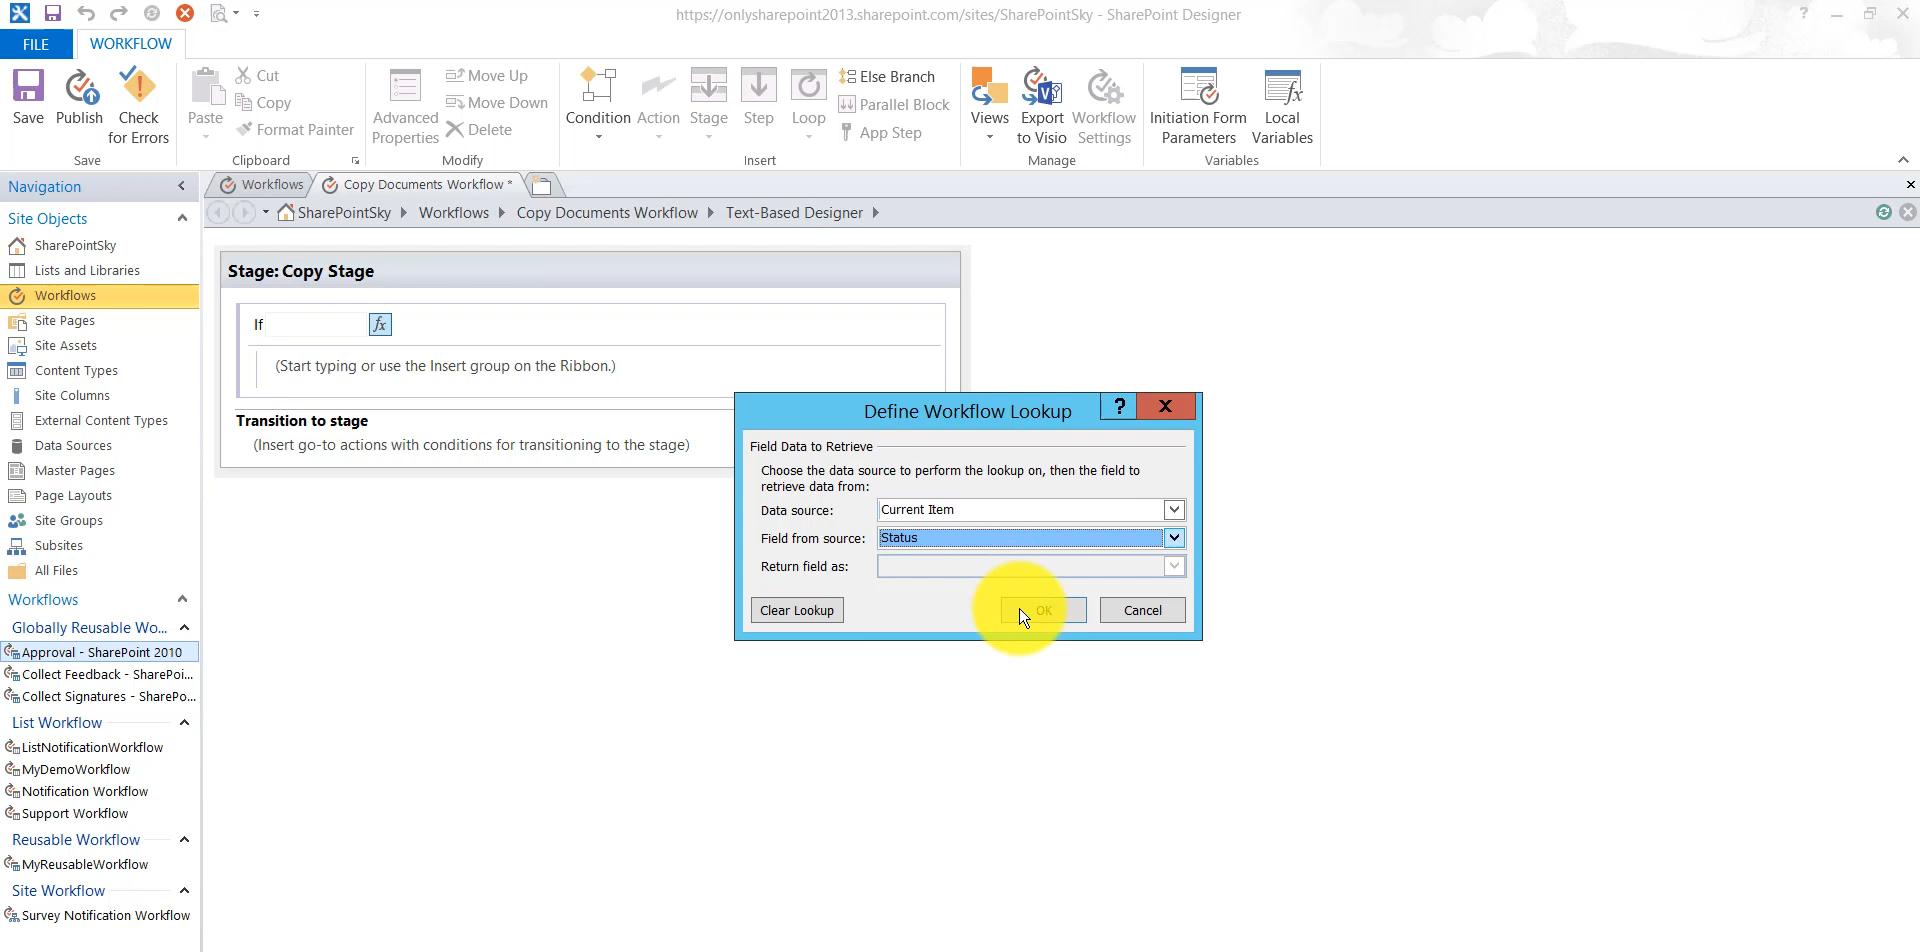 https://onlysharepoint2013.sharepoint.com/sites/SharePointSky - SharePoint Designer
?
FILE
WORKFLOW
Save
Publish
Check
for Errors
Save
Paste
Cut
Copy
Format Painter
Clipboard
Advanced
Properties
Move Up
Move Down
Delete
Modify
Condition
Action
Stage
Step
Loop
Else Branch
Parallel Block
App Step
Insert
Views
Export
to Visio
Workflow
Settings
Manage
Initiation Form
Parameters
Local
Variables
Variables
Navigation
Site Objects
SharePointSky
Lists and Libraries
Workflows
Site Pages
Site Assets
Content Types
Site Columns
External Content Types
Data Sources
Master Pages
Page Layouts
Site Groups
Subsites
All Files
Workflows
Globally Reusable Wo...
Approval - SharePoint 2010
Collect Feedback - SharePoi...
Collect Signatures - SharePo...
List Workflow
ListNotificationWorkflow
MyDemoWorkflow
Notification Workflow
Support Workflow
Reusable Workflow
MyReusableWorkflow
Site Workflow
Survey Notification Workflow
Workflows
Copy Documents Workflow *
SharePointSky
Workflows
Copy Documents Workflow
Text-Based Designer
Stage: Copy Stage
If
fx
(Start typing or use the Insert group on the Ribbon.)
Transition to stage
(Insert go-to actions with conditions for transitioning to the stage)
Define Workflow Lookup
?
X
Field Data to Retrieve
Choose the data source to perform the lookup on, then the field to
retrieve data from:
Data source:
Current Item
Field from source:
Status
Return field as:
Clear Lookup
OK
Cancel